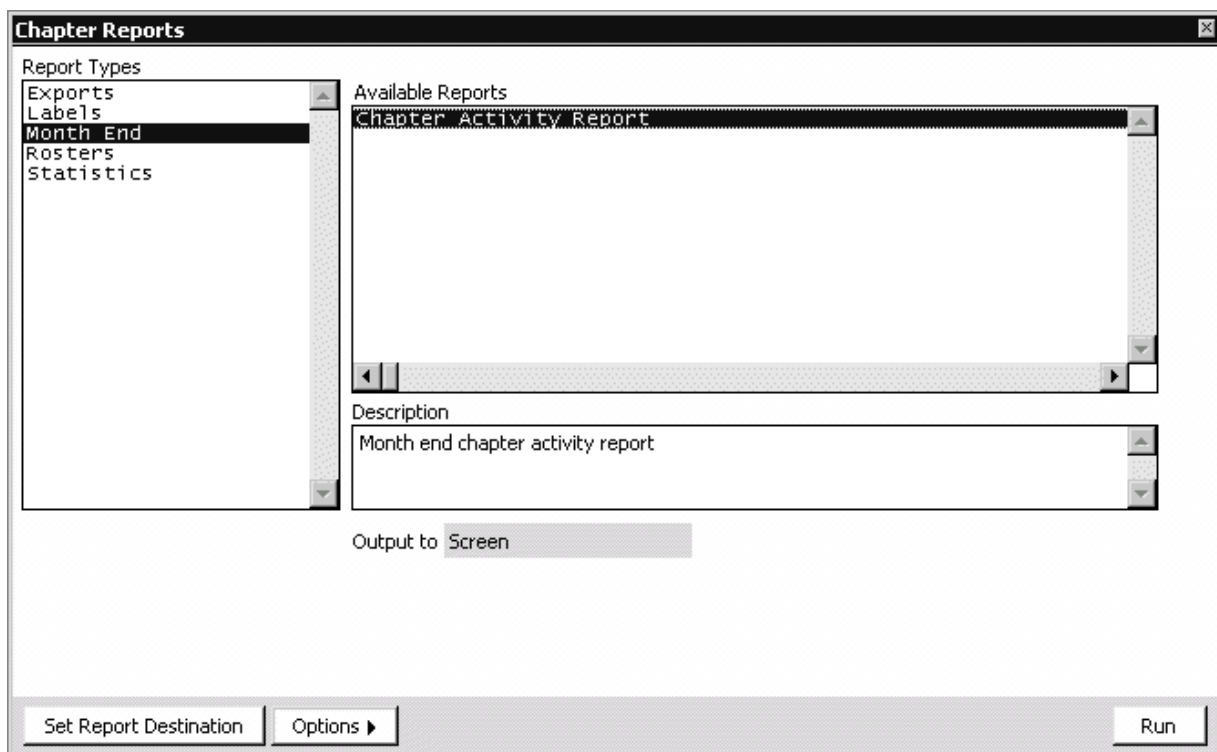 Chapter Reports
Report Types
Exports
Labels
Month End
Rosters
Statistics
Available Reports
Chapter Activity Report
Description
Month end chapter activity report
Output to Screen
Set Report Destination
Options
Run